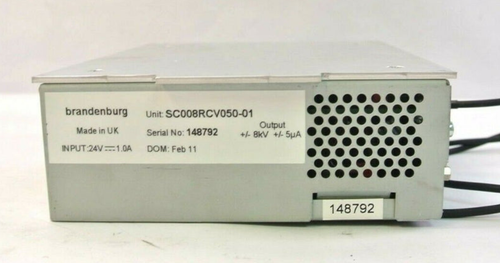 brandenburg
Unit: SC008RCV050-01
Made in UK
Serial No: 148792
Output
+/- 8kV +/- 5µA
INPUT:24V⎓1.0A
DOM: Feb 11
148792